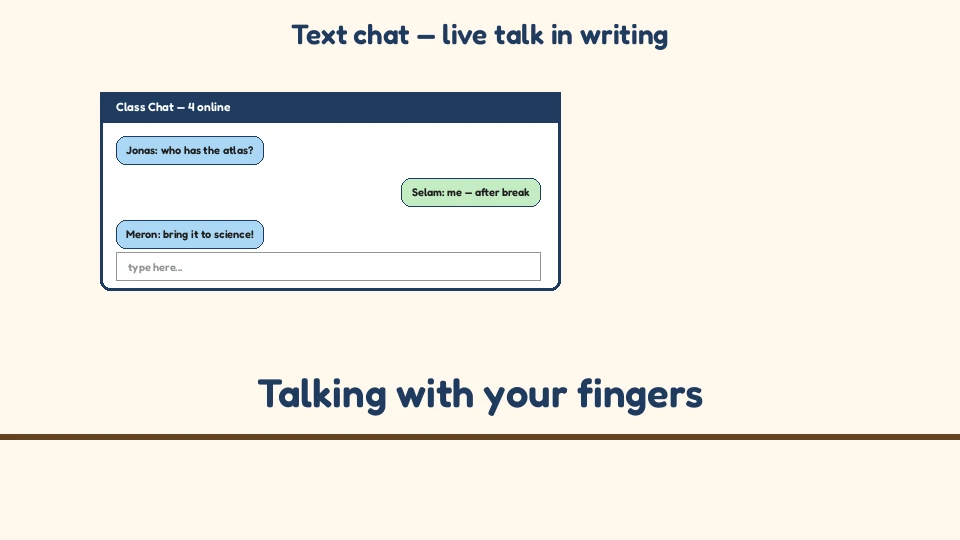 Text chat – live talk in writing
Class Chat – 4 online
Jonas: who has the atlas?
Selam: me – after break
Meron: bring it to science!
type here...
Talking with your fingers